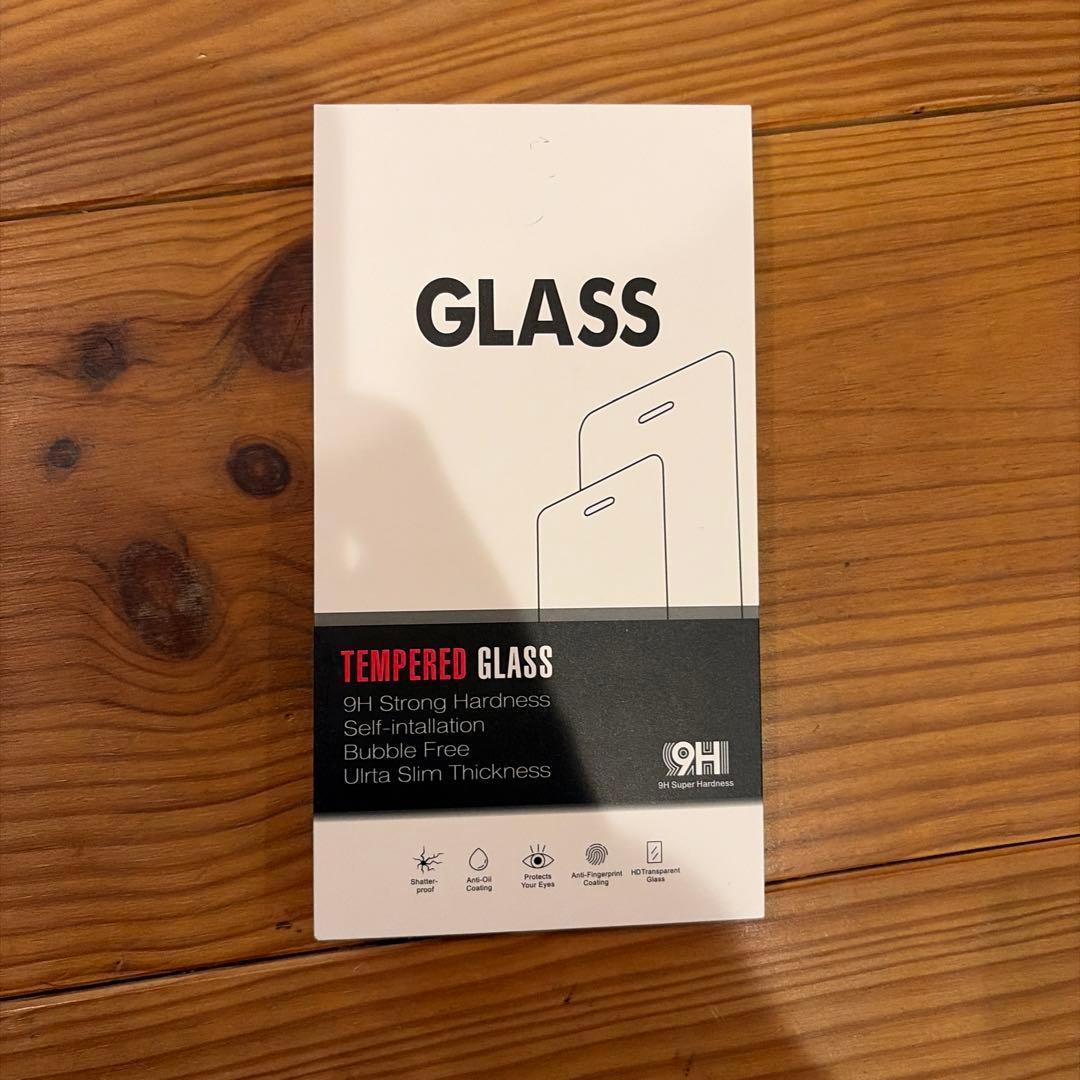 GLASS
TEMPERED GLASS
9H Strong Hardness
Self-intallation
Bubble Free
Ulrta Slim Thickness
9H
9H Super Hardness
Shatter-
proof
Anti-Oil
Coating
Protects
Your Eyes
Anti-Fingerprint
Coating
HDTransparent
Glass